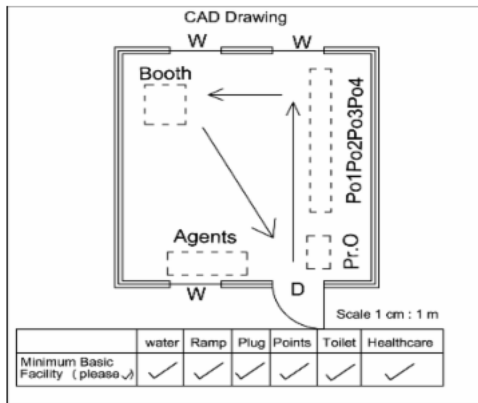 CAD Drawing
W W
Booth
Po1Po2Po3Po4
Agents
Pr.O
W
D
Scale 1 cm : 1 m
water Ramp Plug Points Toilet Healthcare
Minimum Basic
Facility ( please ✓) ✓ ✓ ✓ ✓ ✓ ✓